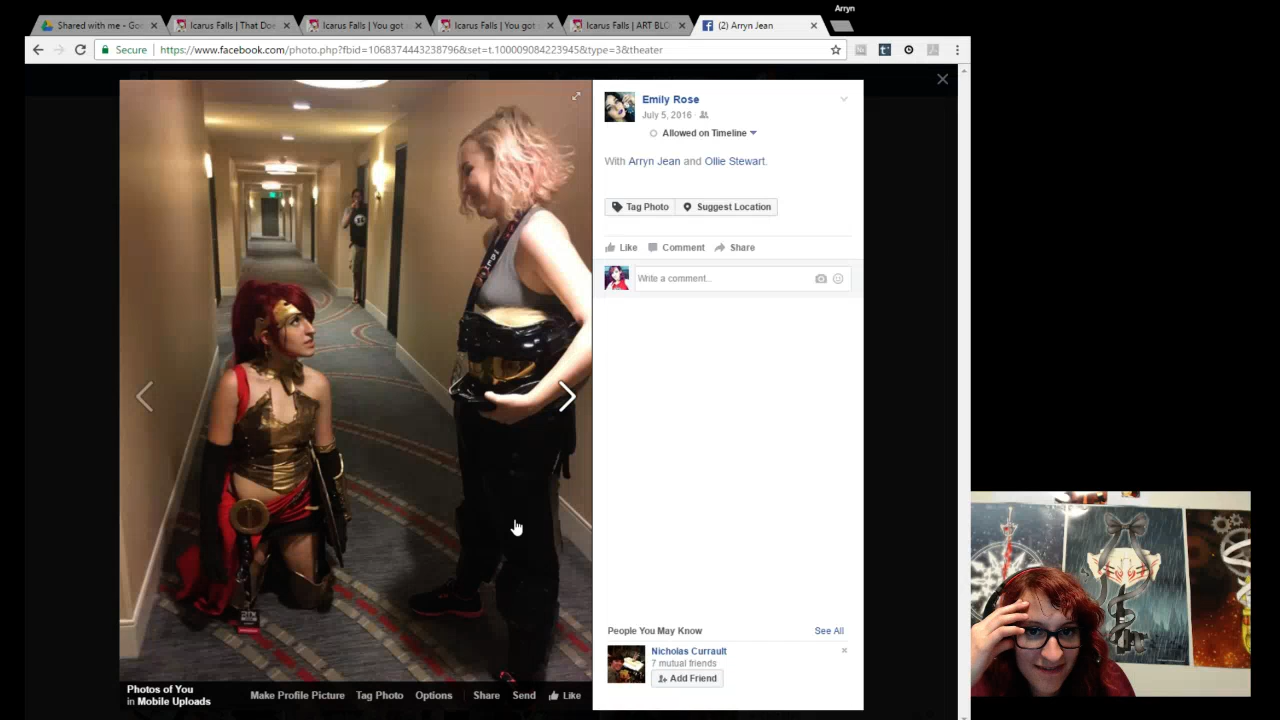 Arryn
Shared with me - Goo
Icarus Falls | That Doe
Icarus Falls | You got
Icarus Falls | You got
Icarus Falls | ART BLO
(2) Arryn Jean
Secure | https://www.facebook.com/photo.php?fbid=1068374443238796&set=t.100009084223945&type=3&theater
Emily Rose
July 5, 2016 ·
Allowed on Timeline
With Arryn Jean and Ollie Stewart.
Tag Photo
Suggest Location
Like Comment Share
Write a comment...
People You May Know See All
Nicholas Currault
7 mutual friends
Add Friend
Photos of You
in Mobile Uploads
Make Profile Picture Tag Photo Options Share Send Like